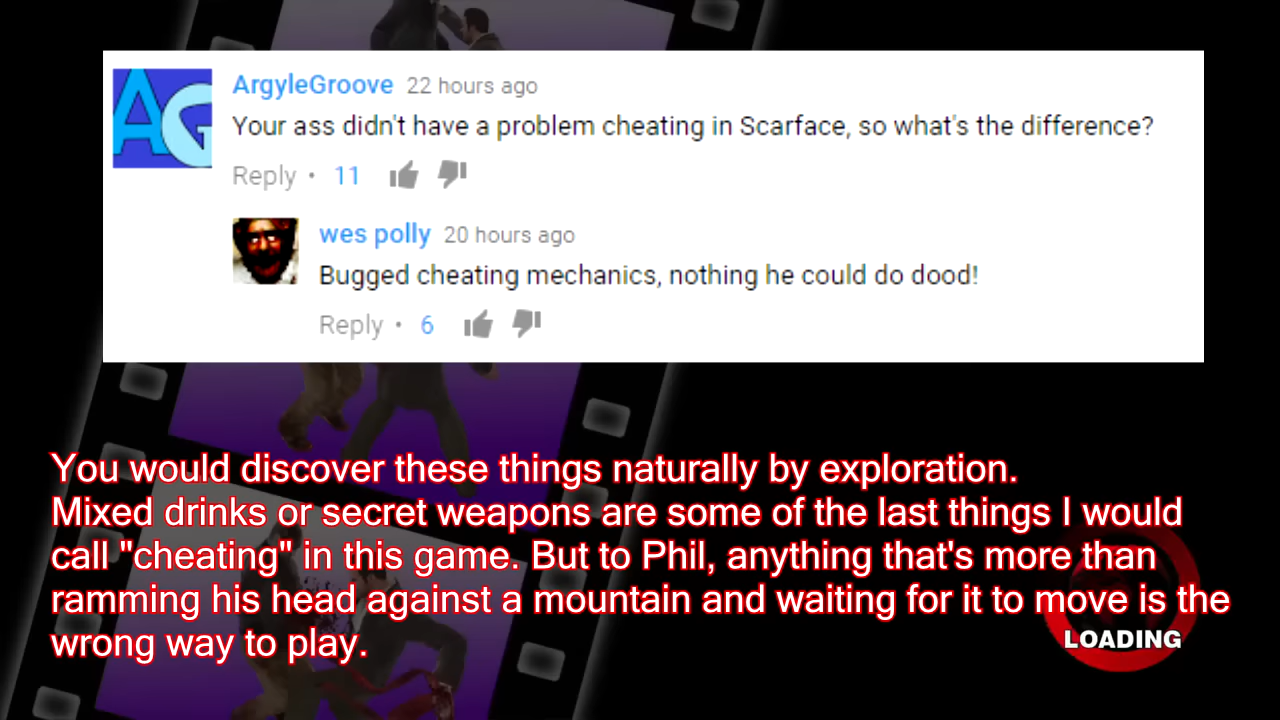 AG
ArgyleGroove 22 hours ago
Your ass didn't have a problem cheating in Scarface, so what's the difference?
Reply • 11
wes polly 20 hours ago
Bugged cheating mechanics, nothing he could do dood!
Reply • 6
You would discover these things naturally by exploration.
Mixed drinks or secret weapons are some of the last things I would
call "cheating" in this game. But to Phil, anything that's more than
ramming his head against a mountain and waiting for it to move is the
wrong way to play.
LOADING